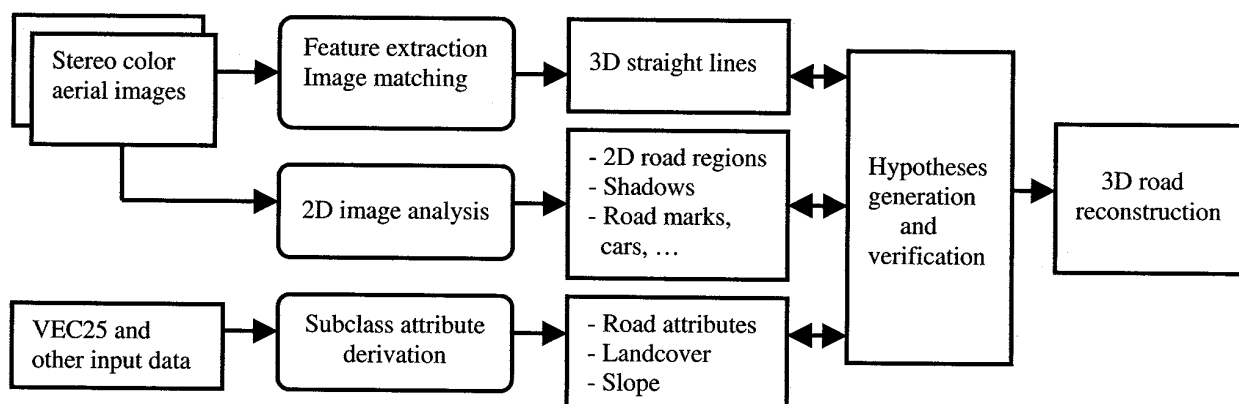 Stereo color
aerial images
Feature extraction
Image matching
3D straight lines
2D image analysis
- 2D road regions
- Shadows
- Road marks,
cars, …
VEC25 and
other input data
Subclass attribute
derivation
- Road attributes
- Landcover
- Slope
Hypotheses
generation
and
verification
3D road
reconstruction